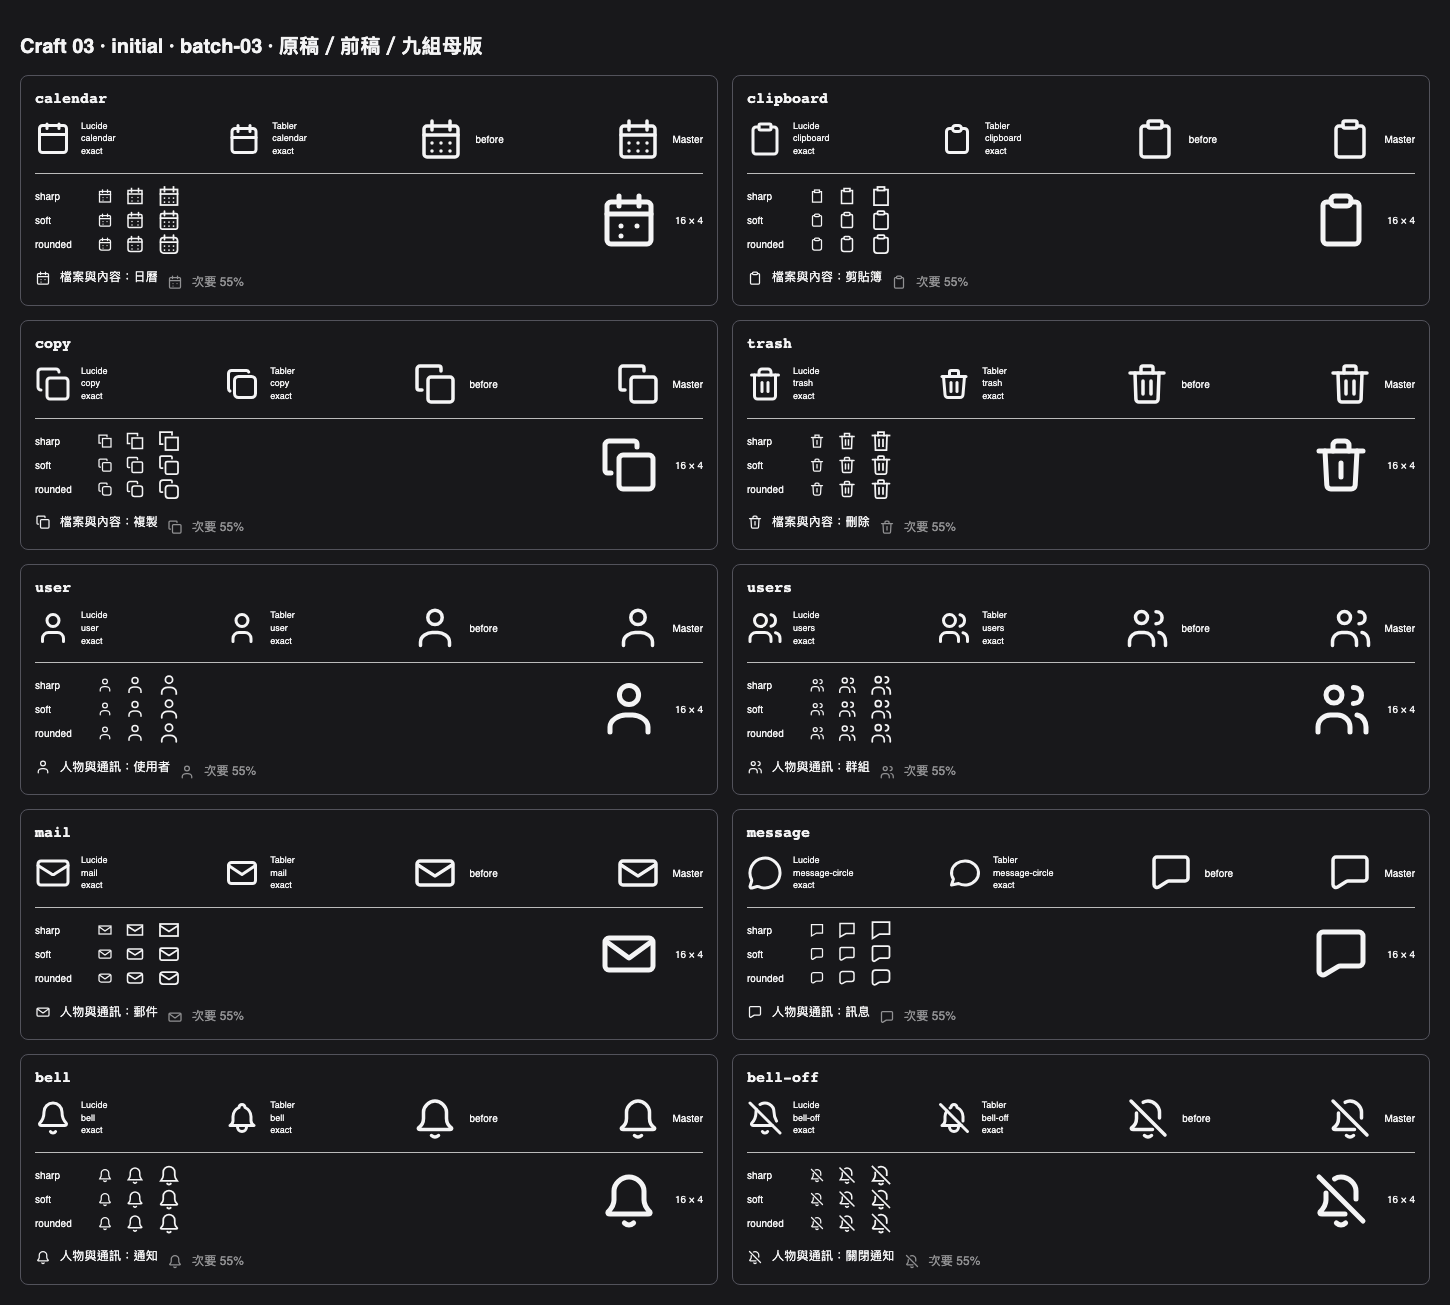 Craft 03 · initial · batch-03 · 原稿 / 前稿 / 九組母版
calendar
Lucide
calendar
exact
Tabler
calendar
exact
before
Master
sharp
soft
rounded
16 × 4
檔案與內容：日曆
次要 55%
clipboard
Lucide
clipboard
exact
Tabler
clipboard
exact
before
Master
sharp
soft
rounded
16 × 4
檔案與內容：剪貼簿
次要 55%
copy
Lucide
copy
exact
Tabler
copy
exact
before
Master
sharp
soft
rounded
16 × 4
檔案與內容：複製
次要 55%
trash
Lucide
trash
exact
Tabler
trash
exact
before
Master
sharp
soft
rounded
16 × 4
檔案與內容：刪除
次要 55%
user
Lucide
user
exact
Tabler
user
exact
before
Master
sharp
soft
rounded
16 × 4
人物與通訊：使用者
次要 55%
users
Lucide
users
exact
Tabler
users
exact
before
Master
sharp
soft
rounded
16 × 4
人物與通訊：群組
次要 55%
mail
Lucide
mail
exact
Tabler
mail
exact
before
Master
sharp
soft
rounded
16 × 4
人物與通訊：郵件
次要 55%
message
Lucide
message-circle
exact
Tabler
message-circle
exact
before
Master
sharp
soft
rounded
16 × 4
人物與通訊：訊息
次要 55%
bell
Lucide
bell
exact
Tabler
bell
exact
before
Master
sharp
soft
rounded
16 × 4
人物與通訊：通知
次要 55%
bell-off
Lucide
bell-off
exact
Tabler
bell-off
exact
before
Master
sharp
soft
rounded
16 × 4
人物與通訊：關閉通知
次要 55%